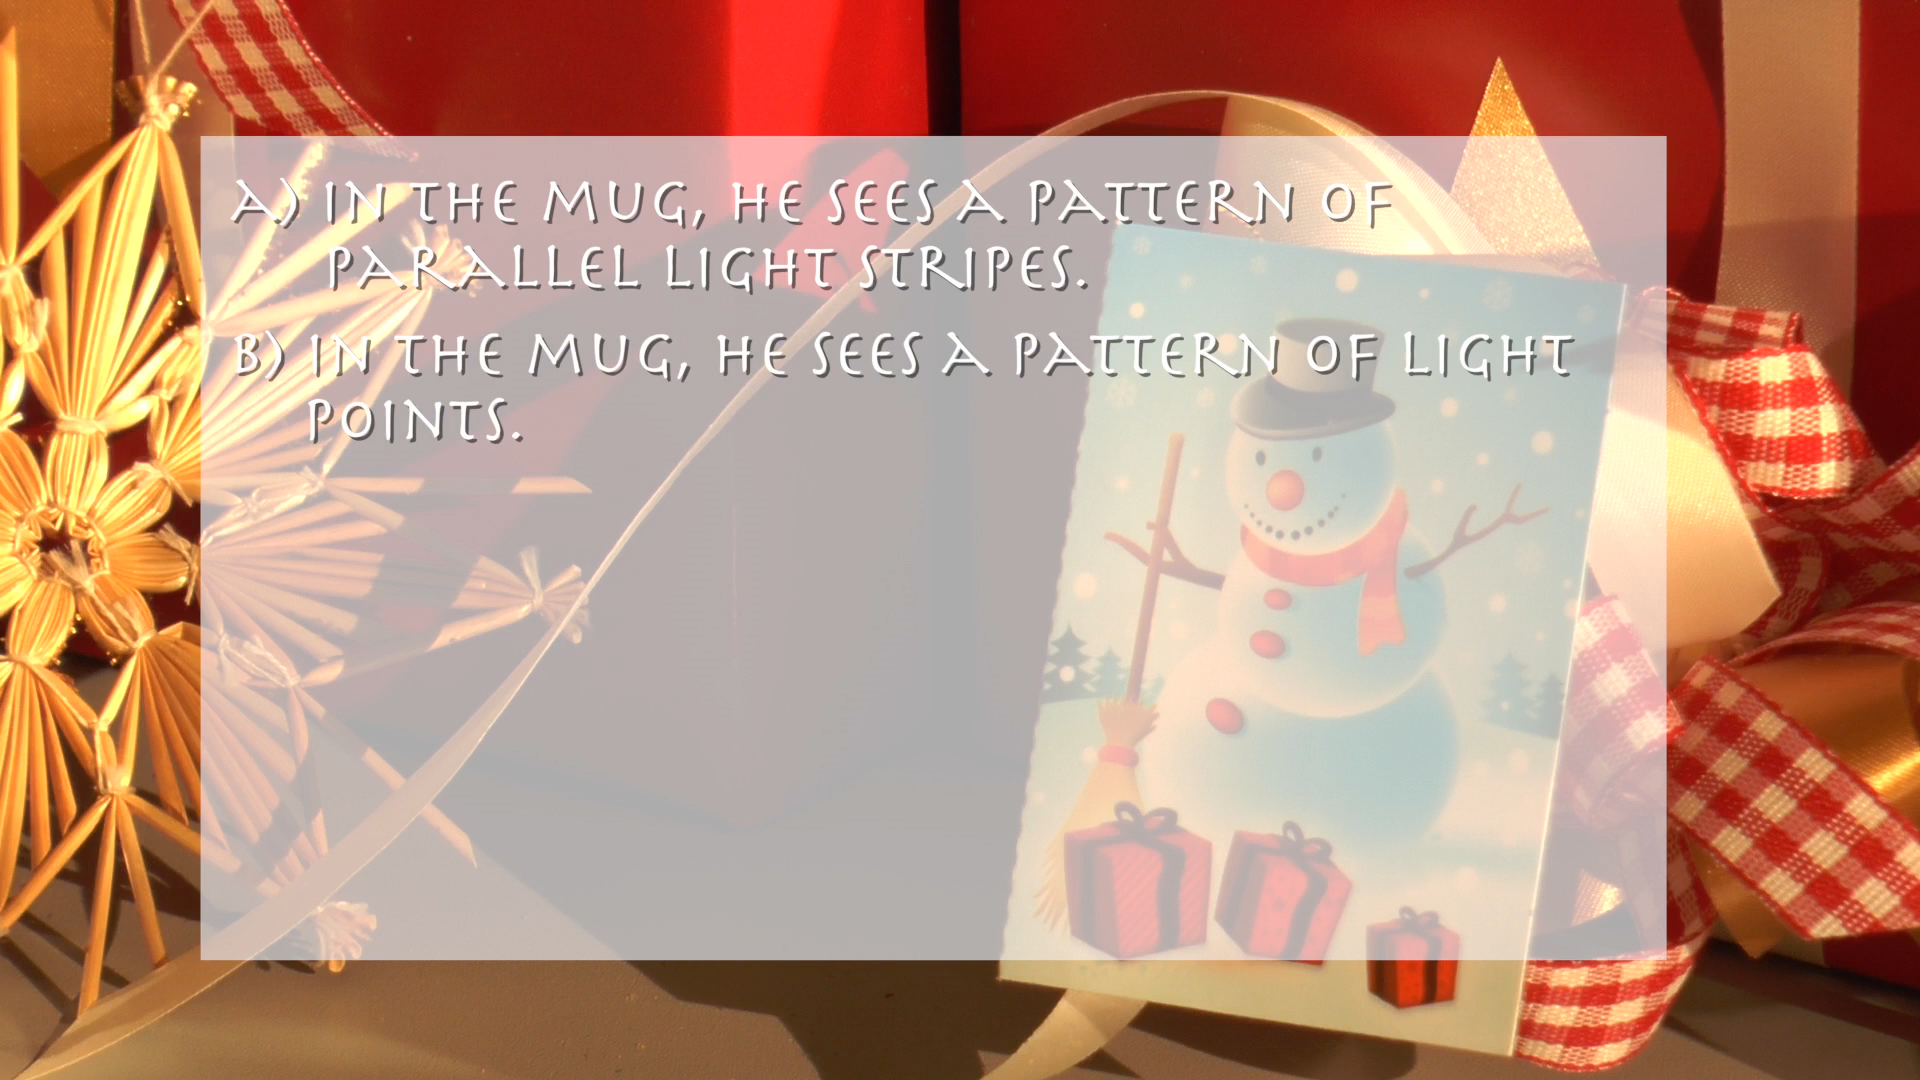 a) In the mug, he sees a pattern of
parallel light stripes.
b) In the mug, he sees a pattern of light
points.